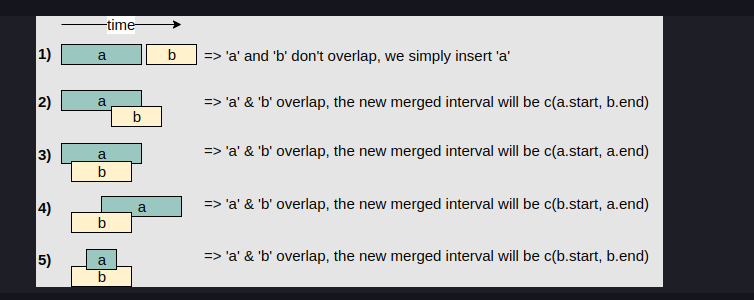 time
1) a b => 'a' and 'b' don't overlap, we simply insert 'a'
2) a => 'a' & 'b' overlap, the new merged interval will be c(a.start, b.end)
b
3) a => 'a' & 'b' overlap, the new merged interval will be c(a.start, a.end)
b
4) a => 'a' & 'b' overlap, the new merged interval will be c(b.start, a.end)
b
5) a => 'a' & 'b' overlap, the new merged interval will be c(b.start, b.end)
b